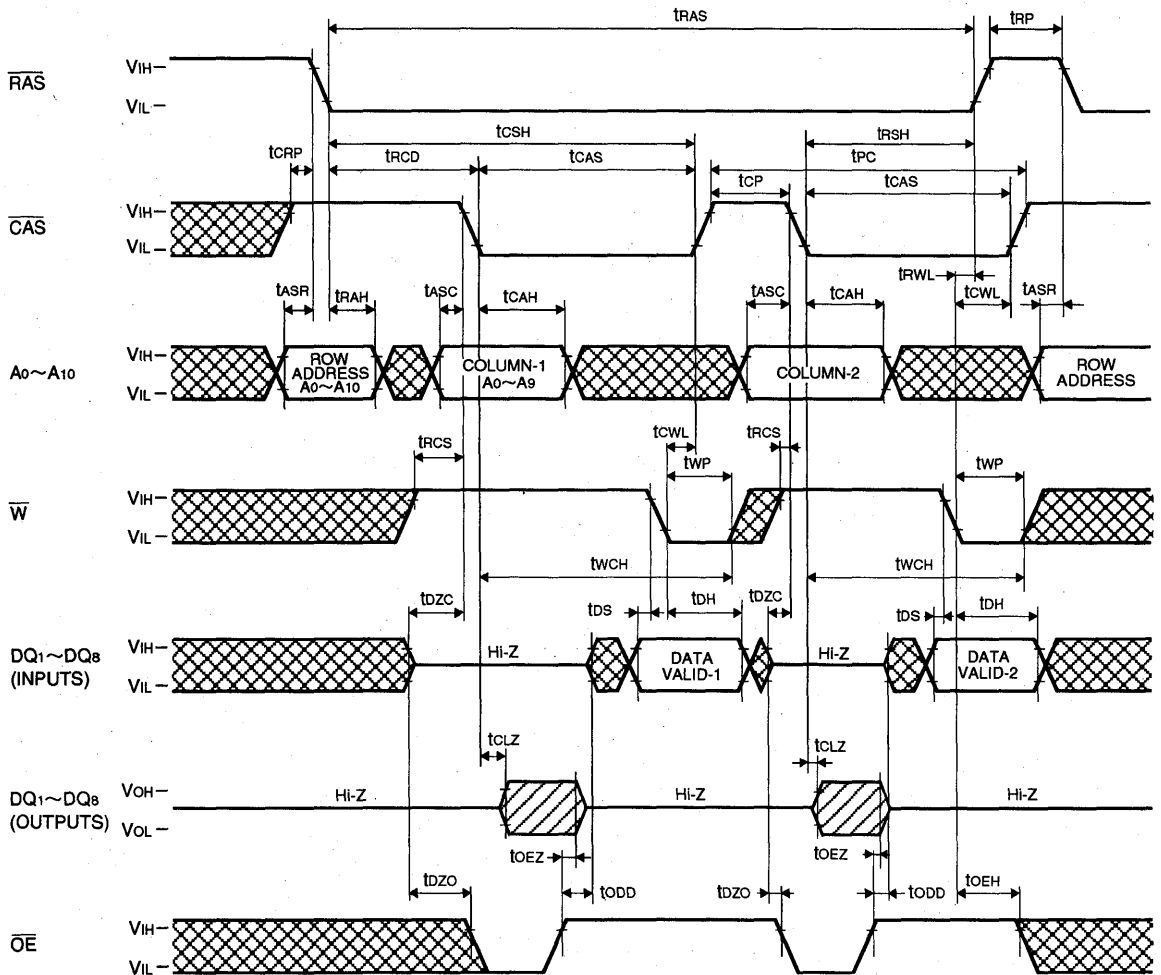 tRAS
tRP
RAS
VIH
VIL
tCSH
tRSH
tCRP
tRCD
tCAS
tPC
tCP
tCAS
CAS
VIH
VIL
tRWL
tASR
tRAH
tASC
tCAH
tASC
tCAH
tCWL
tASR
A0~A10
VIH
VIL
ROW ADDRESS A0~A10
COLUMN-1 A0~A9
COLUMN-2
ROW ADDRESS
tRCS
tCWL
tRCS
tWP
tWP
W
VIH
VIL
tWCH
tWCH
tDZC
tDS
tDH
tDZC
tDS
tDH
DQ1~DQ8 (INPUTS)
VIH
VIL
Hi-Z
DATA VALID-1
Hi-Z
DATA VALID-2
tCLZ
tCLZ
DQ1~DQ8 (OUTPUTS)
VOH
VOL
Hi-Z
Hi-Z
Hi-Z
tOEZ
tOEZ
tDZO
tODD
tDZO
tODD
tOEH
OE
VIH
VIL